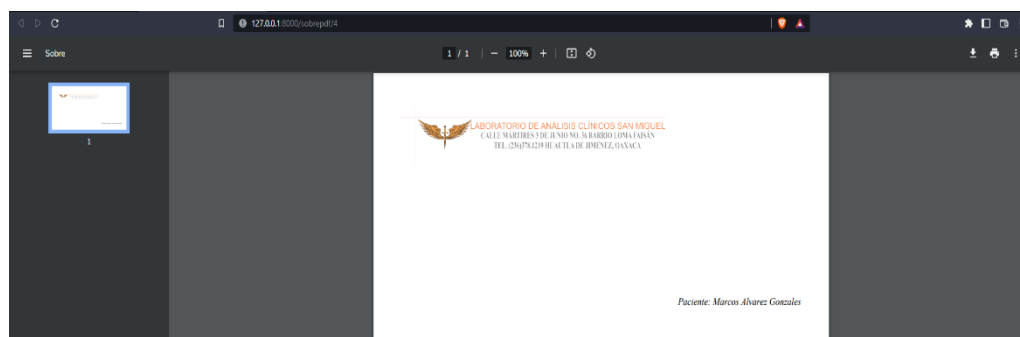 127.0.0.1:8000/sobrepdf/4
Sobre
1 / 1
100%
1
LABORATORIO DE ANÁLISIS CLÍNICOS SAN MIGUEL
CALLE MARTIRES 3 DE JUNIO NO. 36 BARRIO LOMA FAISÁN
TEL. (236)378.1219 HUAUTLA DE JIMÉNEZ, OAXACA
Paciente: Marcos Alvarez Gonzales